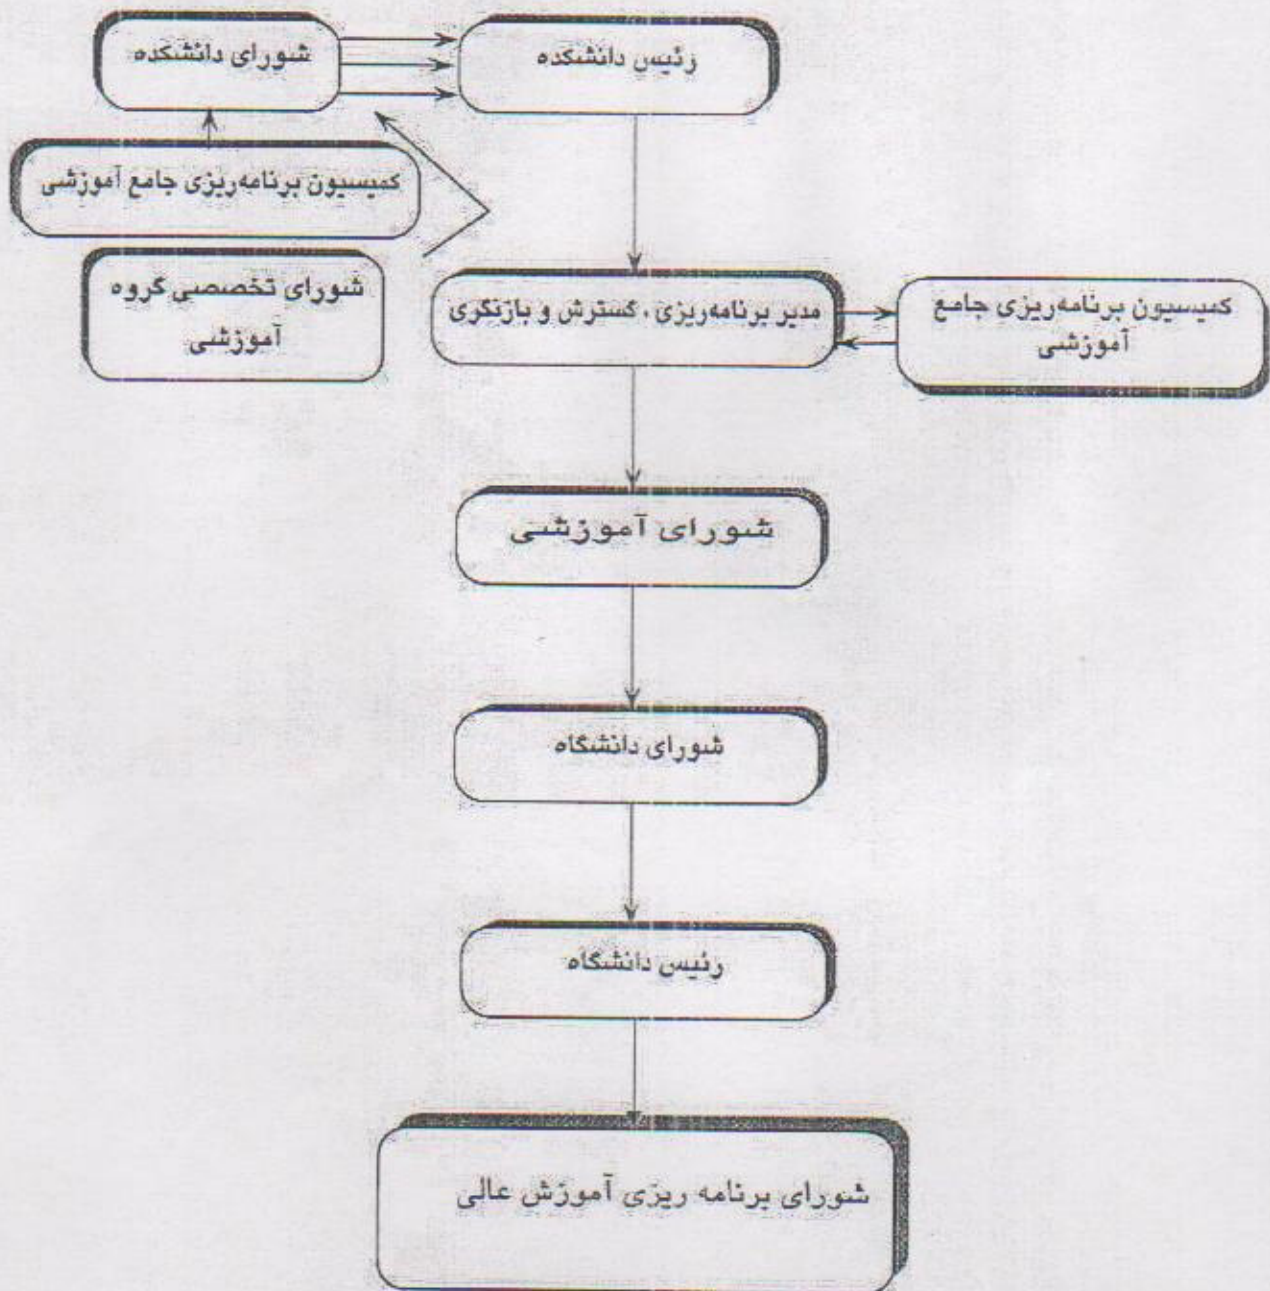 رئیس دانشکده
شورای دانشکده
کمیسیون برنامه‌ریزی جامع آموزشی
شورای تخصصی گروه
آموزشی
مدیر برنامه‌ریزی ، گسترش و بازنگری
کمیسیون برنامه‌ریزی جامع
آموزشی
شورای آموزشی
شورای دانشگاه
رئیس دانشگاه
شورای برنامه ریزی آموزش عالی